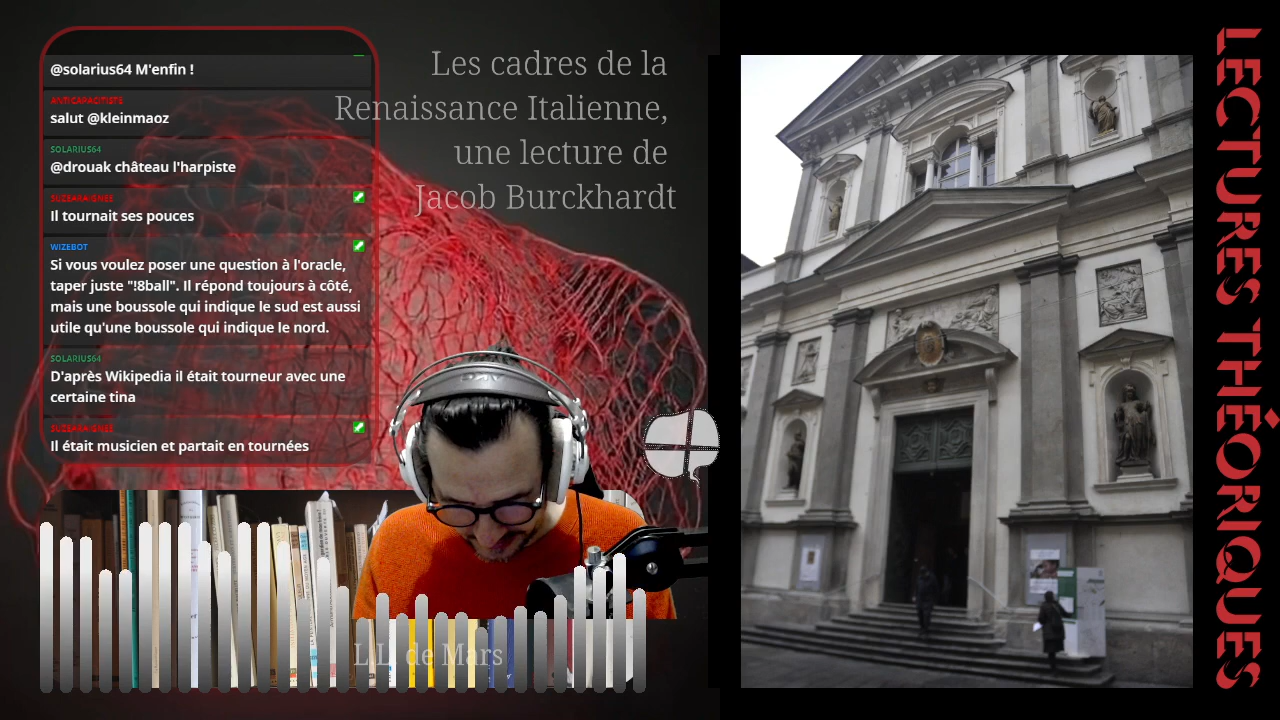 @solarius64 M'enfin !
ANTICAPACITISTE
salut @kleinmaoz
SOLARIUS64
@drouak château l'harpiste
SUZEARAIGNEE
Il tournait ses pouces
WIZEBOT
Si vous voulez poser une question à l'oracle,
taper juste "!8ball". Il répond toujours à côté,
mais une boussole qui indique le sud est aussi
utile qu'une boussole qui indique le nord.
SOLARIUS64
D'après Wikipedia il était tourneur avec une
certaine tina
SUZEARAIGNEE
Il était musicien et partait en tournées
Les cadres de la
Renaissance Italienne,
une lecture de
Jacob Burckhardt
L.L. de Mars
LECTURES THÉORIQUES